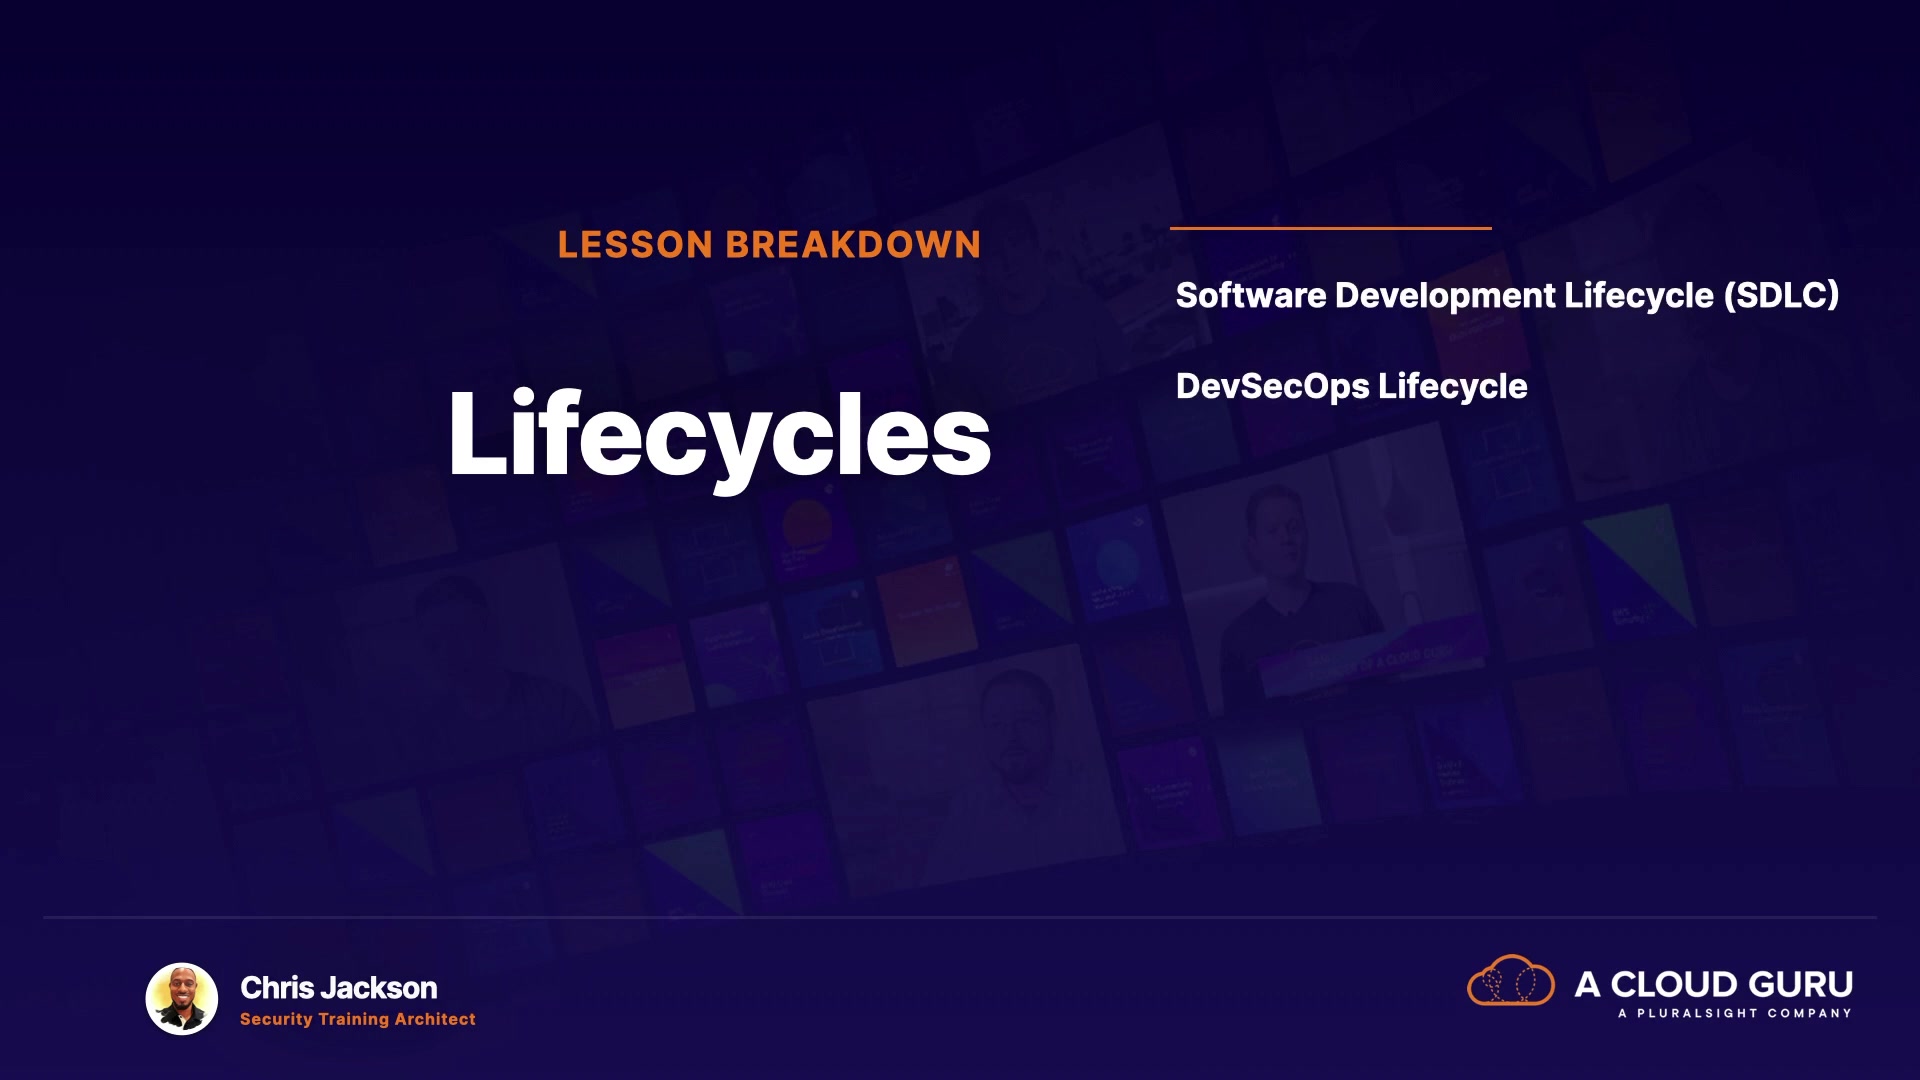 LESSON BREAKDOWN
Lifecycles
Software Development Lifecycle (SDLC)
DevSecOps Lifecycle
Chris Jackson
Security Training Architect
A CLOUD GURU
A PLURALSIGHT COMPANY